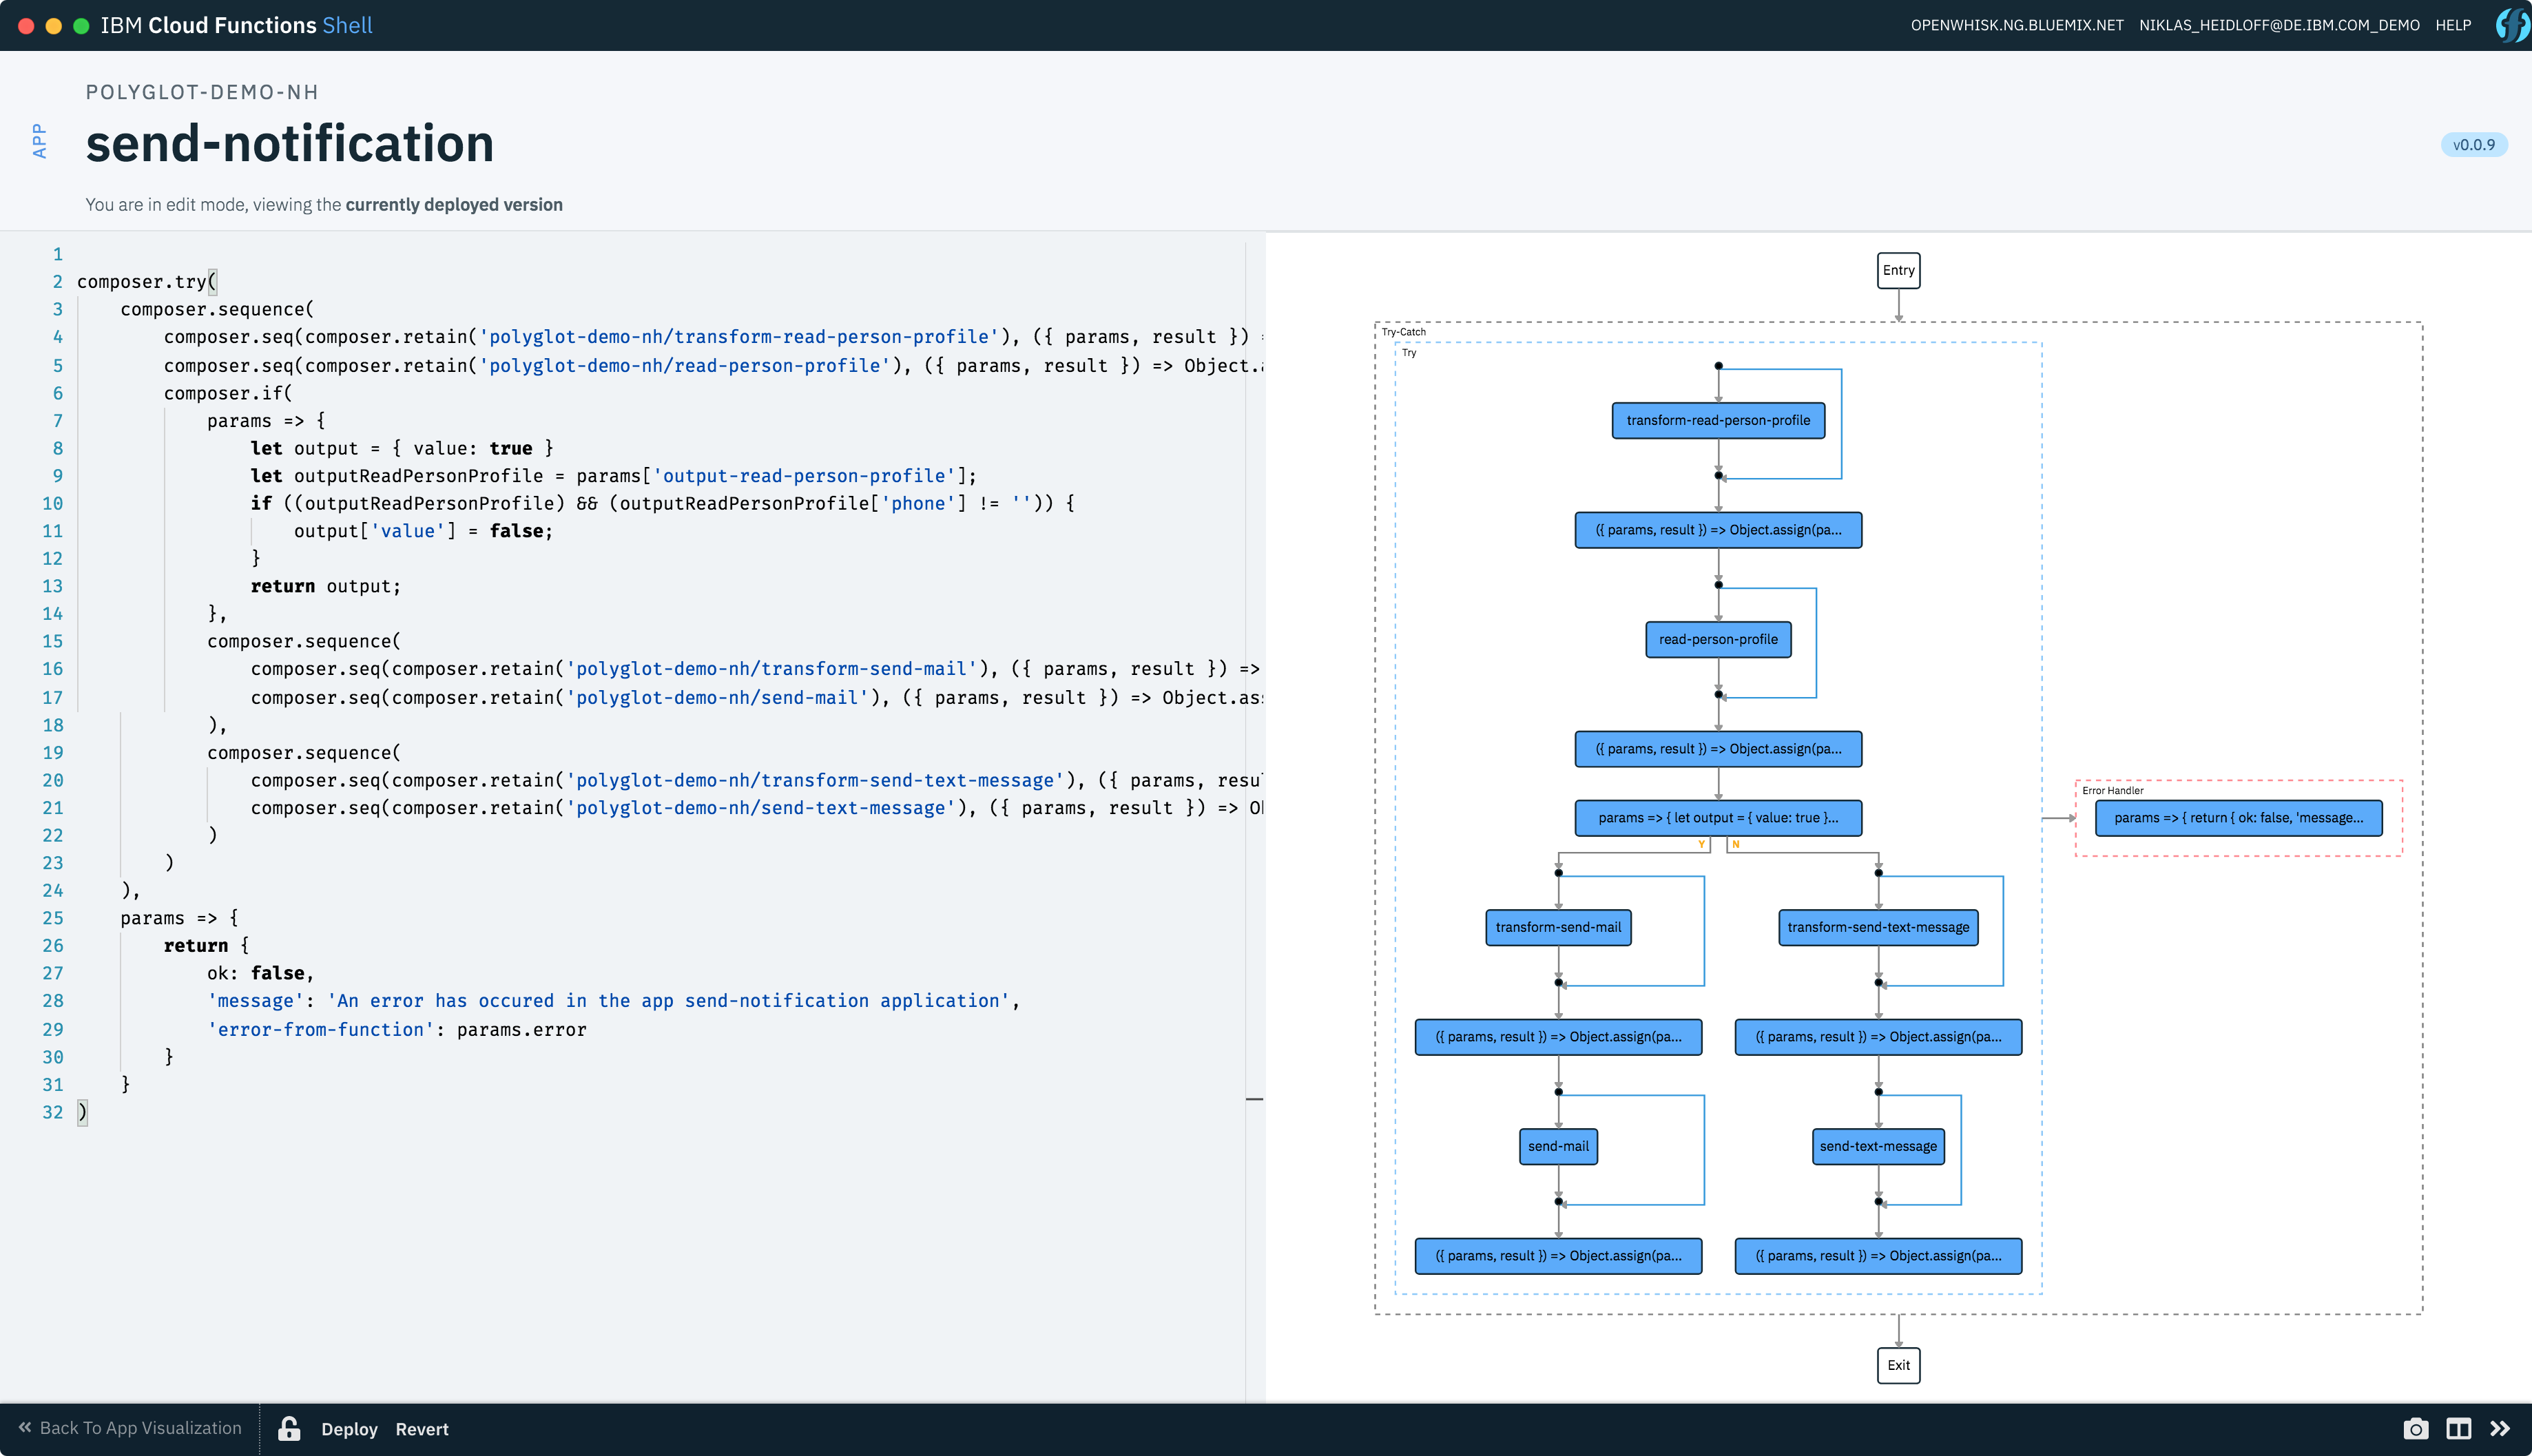 IBM Cloud Functions Shell
OPENWHISK.NG.BLUEMIX.NET NIKLAS_HEIDLOFF@DE.IBM.COM_DEMO HELP
POLYGLOT-DEMO-NH
APP
send-notification
v0.0.9
You are in edit mode, viewing the currently deployed version
1
2 composer.try(
3 composer.sequence(
4 composer.seq(composer.retain('polyglot-demo-nh/transform-read-person-profile'), ({ params, result })
5 composer.seq(composer.retain('polyglot-demo-nh/read-person-profile'), ({ params, result }) => Object.
6 composer.if(
7 params => {
8 let output = { value: true }
9 let outputReadPersonProfile = params['output-read-person-profile'];
10 if ((outputReadPersonProfile) && (outputReadPersonProfile['phone'] != '')) {
11 output['value'] = false;
12 }
13 return output;
14 },
15 composer.sequence(
16 composer.seq(composer.retain('polyglot-demo-nh/transform-send-mail'), ({ params, result }) =>
17 composer.seq(composer.retain('polyglot-demo-nh/send-mail'), ({ params, result }) => Object.as
18 ),
19 composer.sequence(
20 composer.seq(composer.retain('polyglot-demo-nh/transform-send-text-message'), ({ params, resu
21 composer.seq(composer.retain('polyglot-demo-nh/send-text-message'), ({ params, result }) => O
22 )
23 )
24 ),
25 params => {
26 return {
27 ok: false,
28 'message': 'An error has occured in the app send-notification application',
29 'error-from-function': params.error
30 }
31 }
32 )
Entry
Try-Catch
Try
transform-read-person-profile
({ params, result }) => Object.assign(pa...
read-person-profile
({ params, result }) => Object.assign(pa...
params => { let output = { value: true }...
Y N
Error Handler
params => { return { ok: false, 'message...
transform-send-mail
transform-send-text-message
({ params, result }) => Object.assign(pa...
({ params, result }) => Object.assign(pa...
send-mail
send-text-message
({ params, result }) => Object.assign(pa...
({ params, result }) => Object.assign(pa...
Exit
Back To App Visualization Deploy Revert